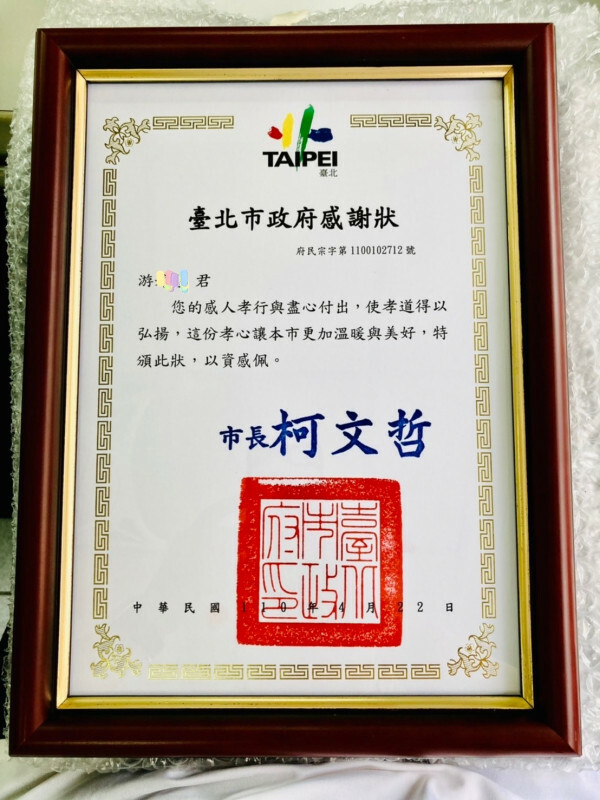 TAIPEI
臺北
臺北市政府感謝狀
府民宗字第1100102712號
游 君
您的感人孝行與盡心付出，使孝道得以
弘揚，這份孝心讓本市更加溫暖與美好，特
頒此狀，以資感佩。
市長柯文哲
臺北市政府印
中華民國110年4月22日